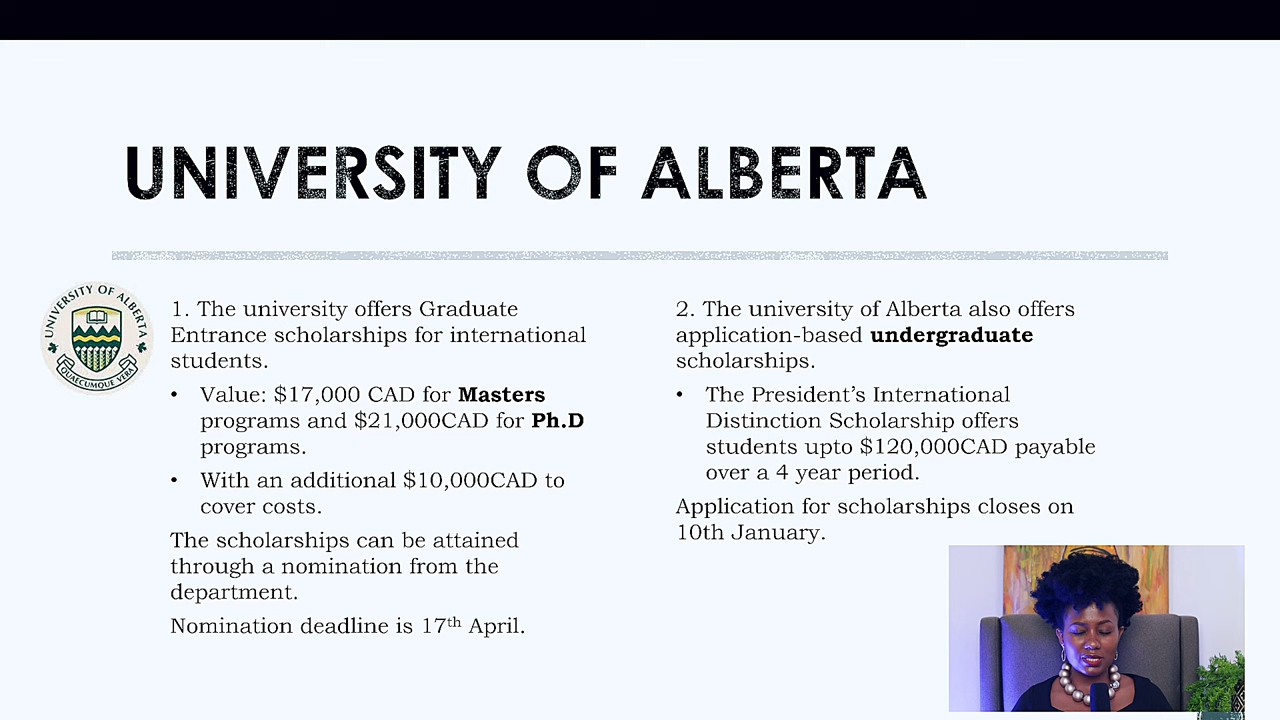 UNIVERSITY OF ALBERTA
UNIVERSITY OF ALBERTA
QUAECUMQUE VERA
1. The university offers Graduate
Entrance scholarships for international
students.
• Value: $17,000 CAD for Masters
programs and $21,000CAD for Ph.D
programs.
• With an additional $10,000CAD to
cover costs.
The scholarships can be attained
through a nomination from the
department.
Nomination deadline is 17th April.
2. The university of Alberta also offers
application-based undergraduate
scholarships.
• The President’s International
Distinction Scholarship offers
students upto $120,000CAD payable
over a 4 year period.
Application for scholarships closes on
10th January.